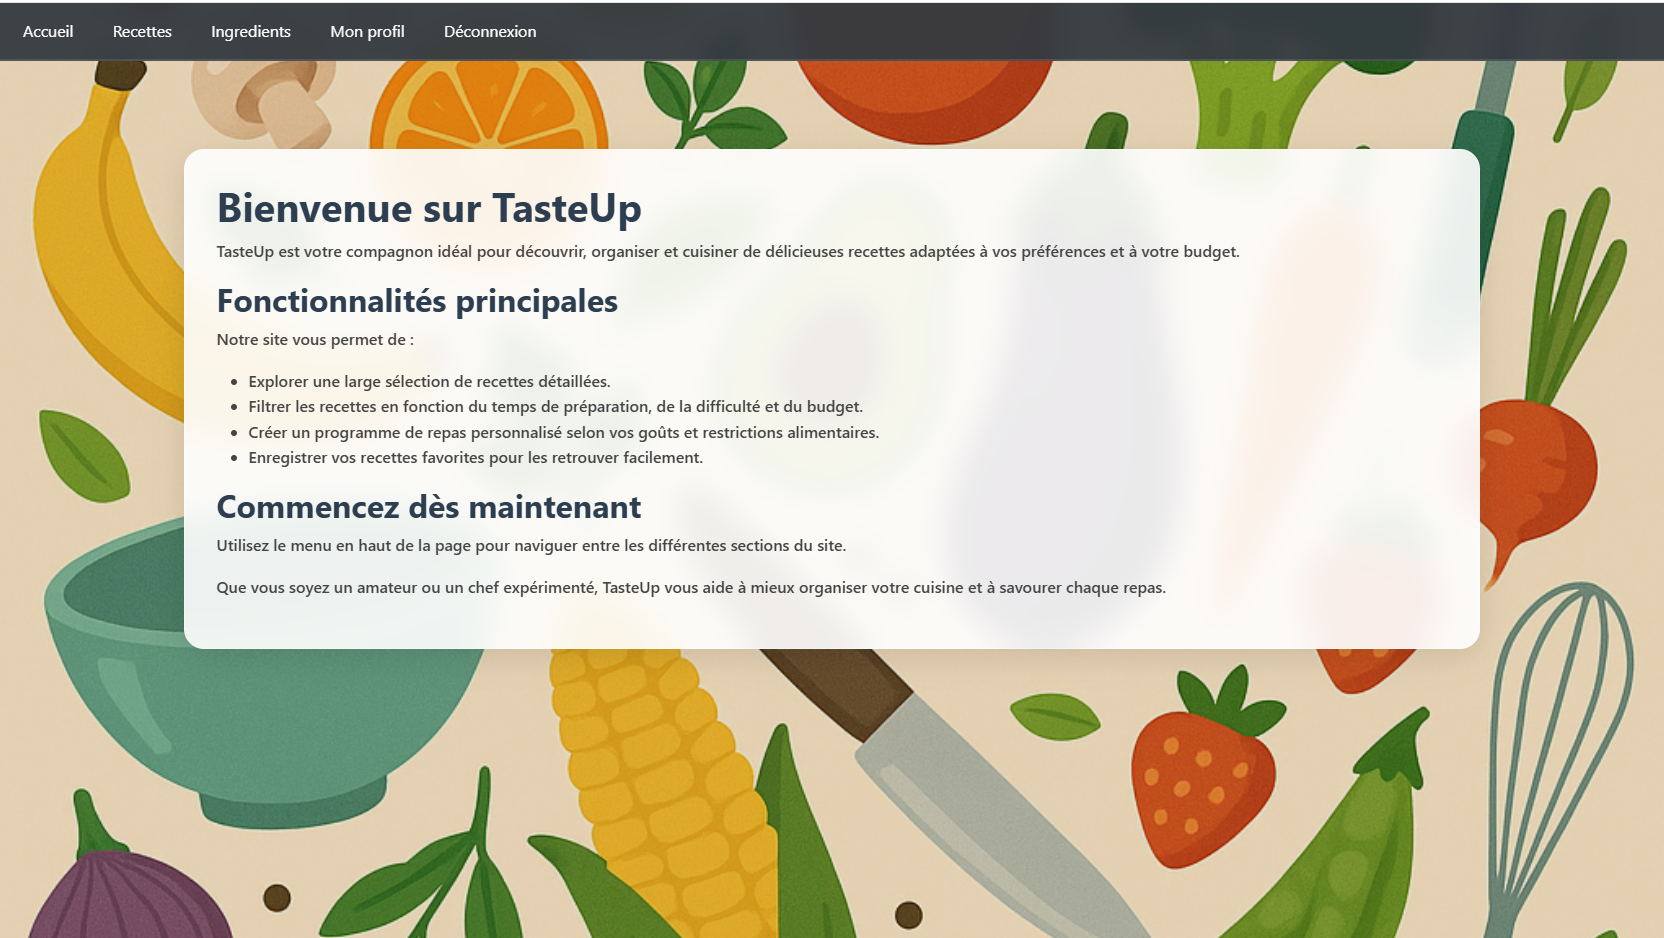 Accueil Recettes Ingredients Mon profil Déconnexion
Bienvenue sur TasteUp
TasteUp est votre compagnon idéal pour découvrir, organiser et cuisiner de délicieuses recettes adaptées à vos préférences et à votre budget.
Fonctionnalités principales
Notre site vous permet de :
• Explorer une large sélection de recettes détaillées.
• Filtrer les recettes en fonction du temps de préparation, de la difficulté et du budget.
• Créer un programme de repas personnalisé selon vos goûts et restrictions alimentaires.
• Enregistrer vos recettes favorites pour les retrouver facilement.
Commencez dès maintenant
Utilisez le menu en haut de la page pour naviguer entre les différentes sections du site.
Que vous soyez un amateur ou un chef expérimenté, TasteUp vous aide à mieux organiser votre cuisine et à savourer chaque repas.